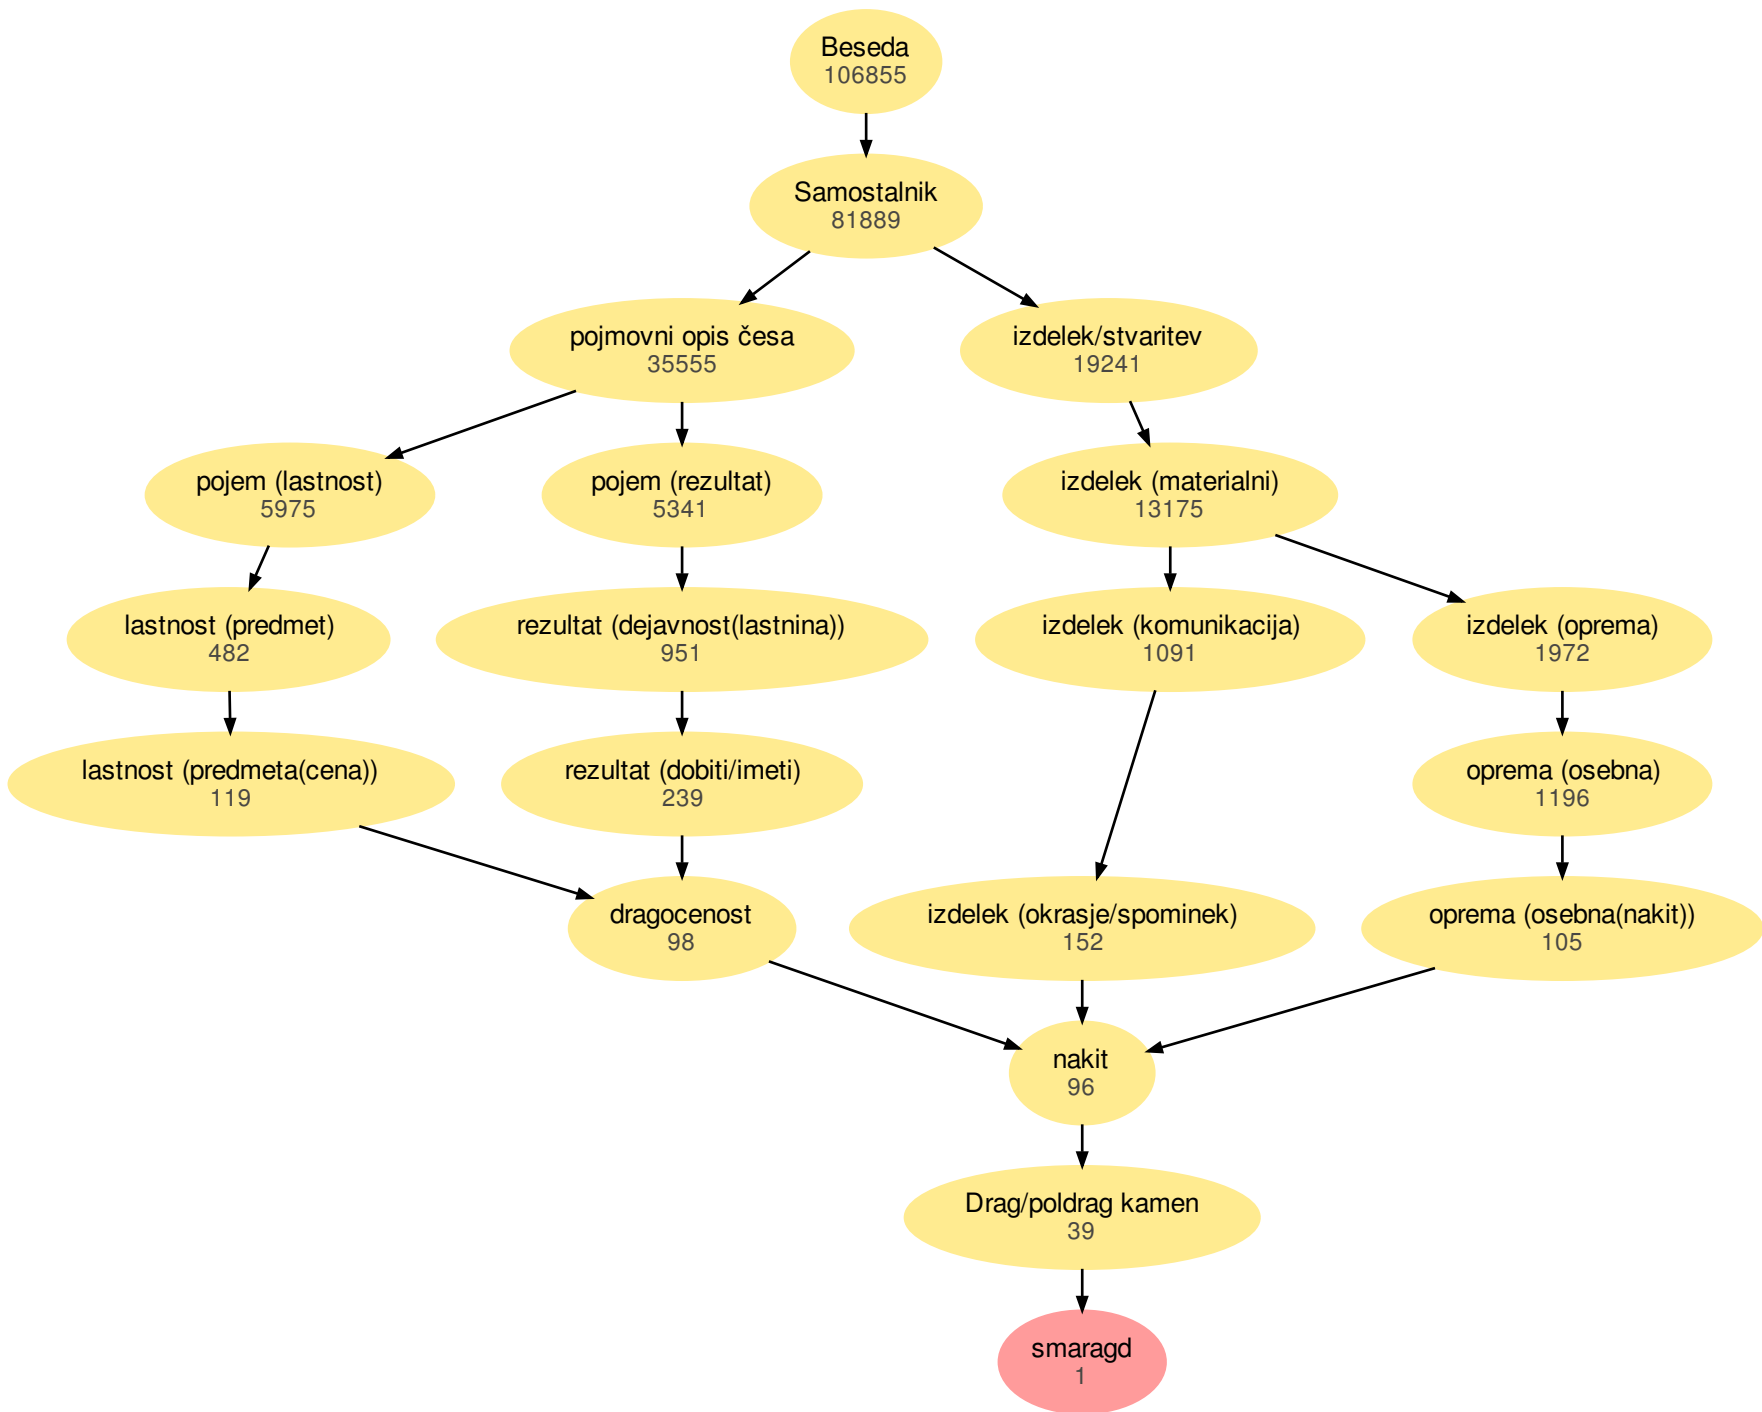 Beseda
106855
Samostalnik
81889
pojmovni opis česa
35555
izdelek/stvaritev
19241
pojem (lastnost)
5975
pojem (rezultat)
5341
izdelek (materialni)
13175
lastnost (predmet)
482
rezultat (dejavnost(lastnina))
951
izdelek (komunikacija)
1091
izdelek (oprema)
1972
lastnost (predmeta(cena))
119
rezultat (dobiti/imeti)
239
oprema (osebna)
1196
dragocenost
98
izdelek (okrasje/spominek)
152
oprema (osebna(nakit))
105
nakit
96
Drag/poldrag kamen
39
smaragd
1